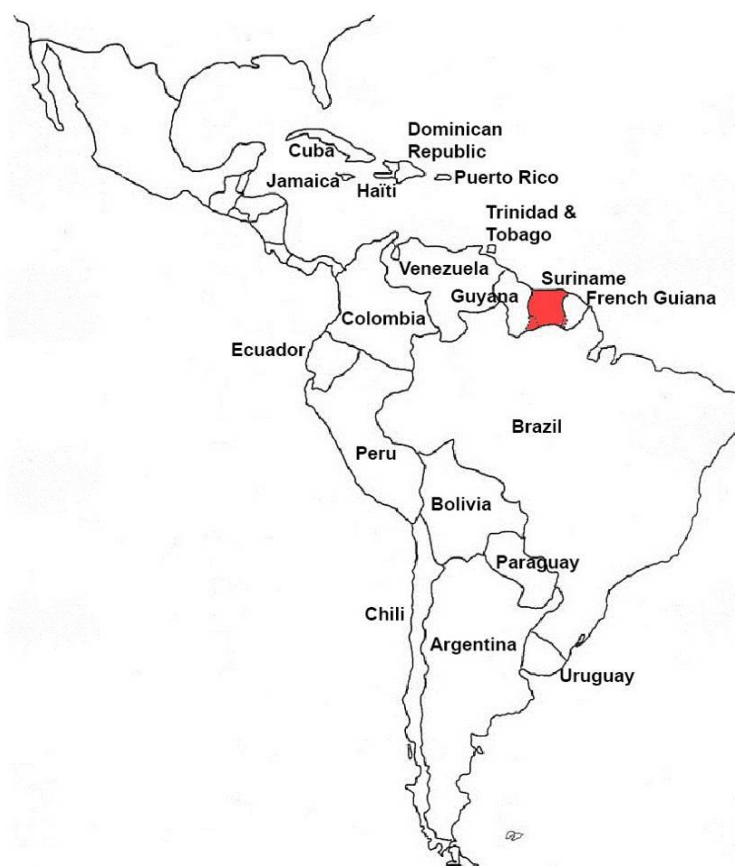 Dominican
Republic
Cuba
Jamaica
Haïti
Puerto Rico
Trinidad &
Tobago
Venezuela
Suriname
Guyana
French Guiana
Colombia
Ecuador
Brazil
Peru
Bolivia
Paraguay
Chili
Argentina
Uruguay